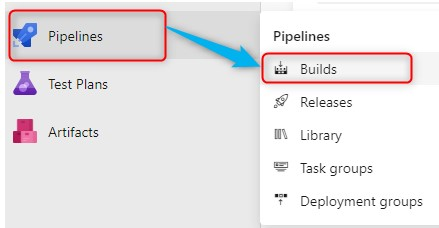 Pipelines
Test Plans
Artifacts
Pipelines
Builds
Releases
Library
Task groups
Deployment groups